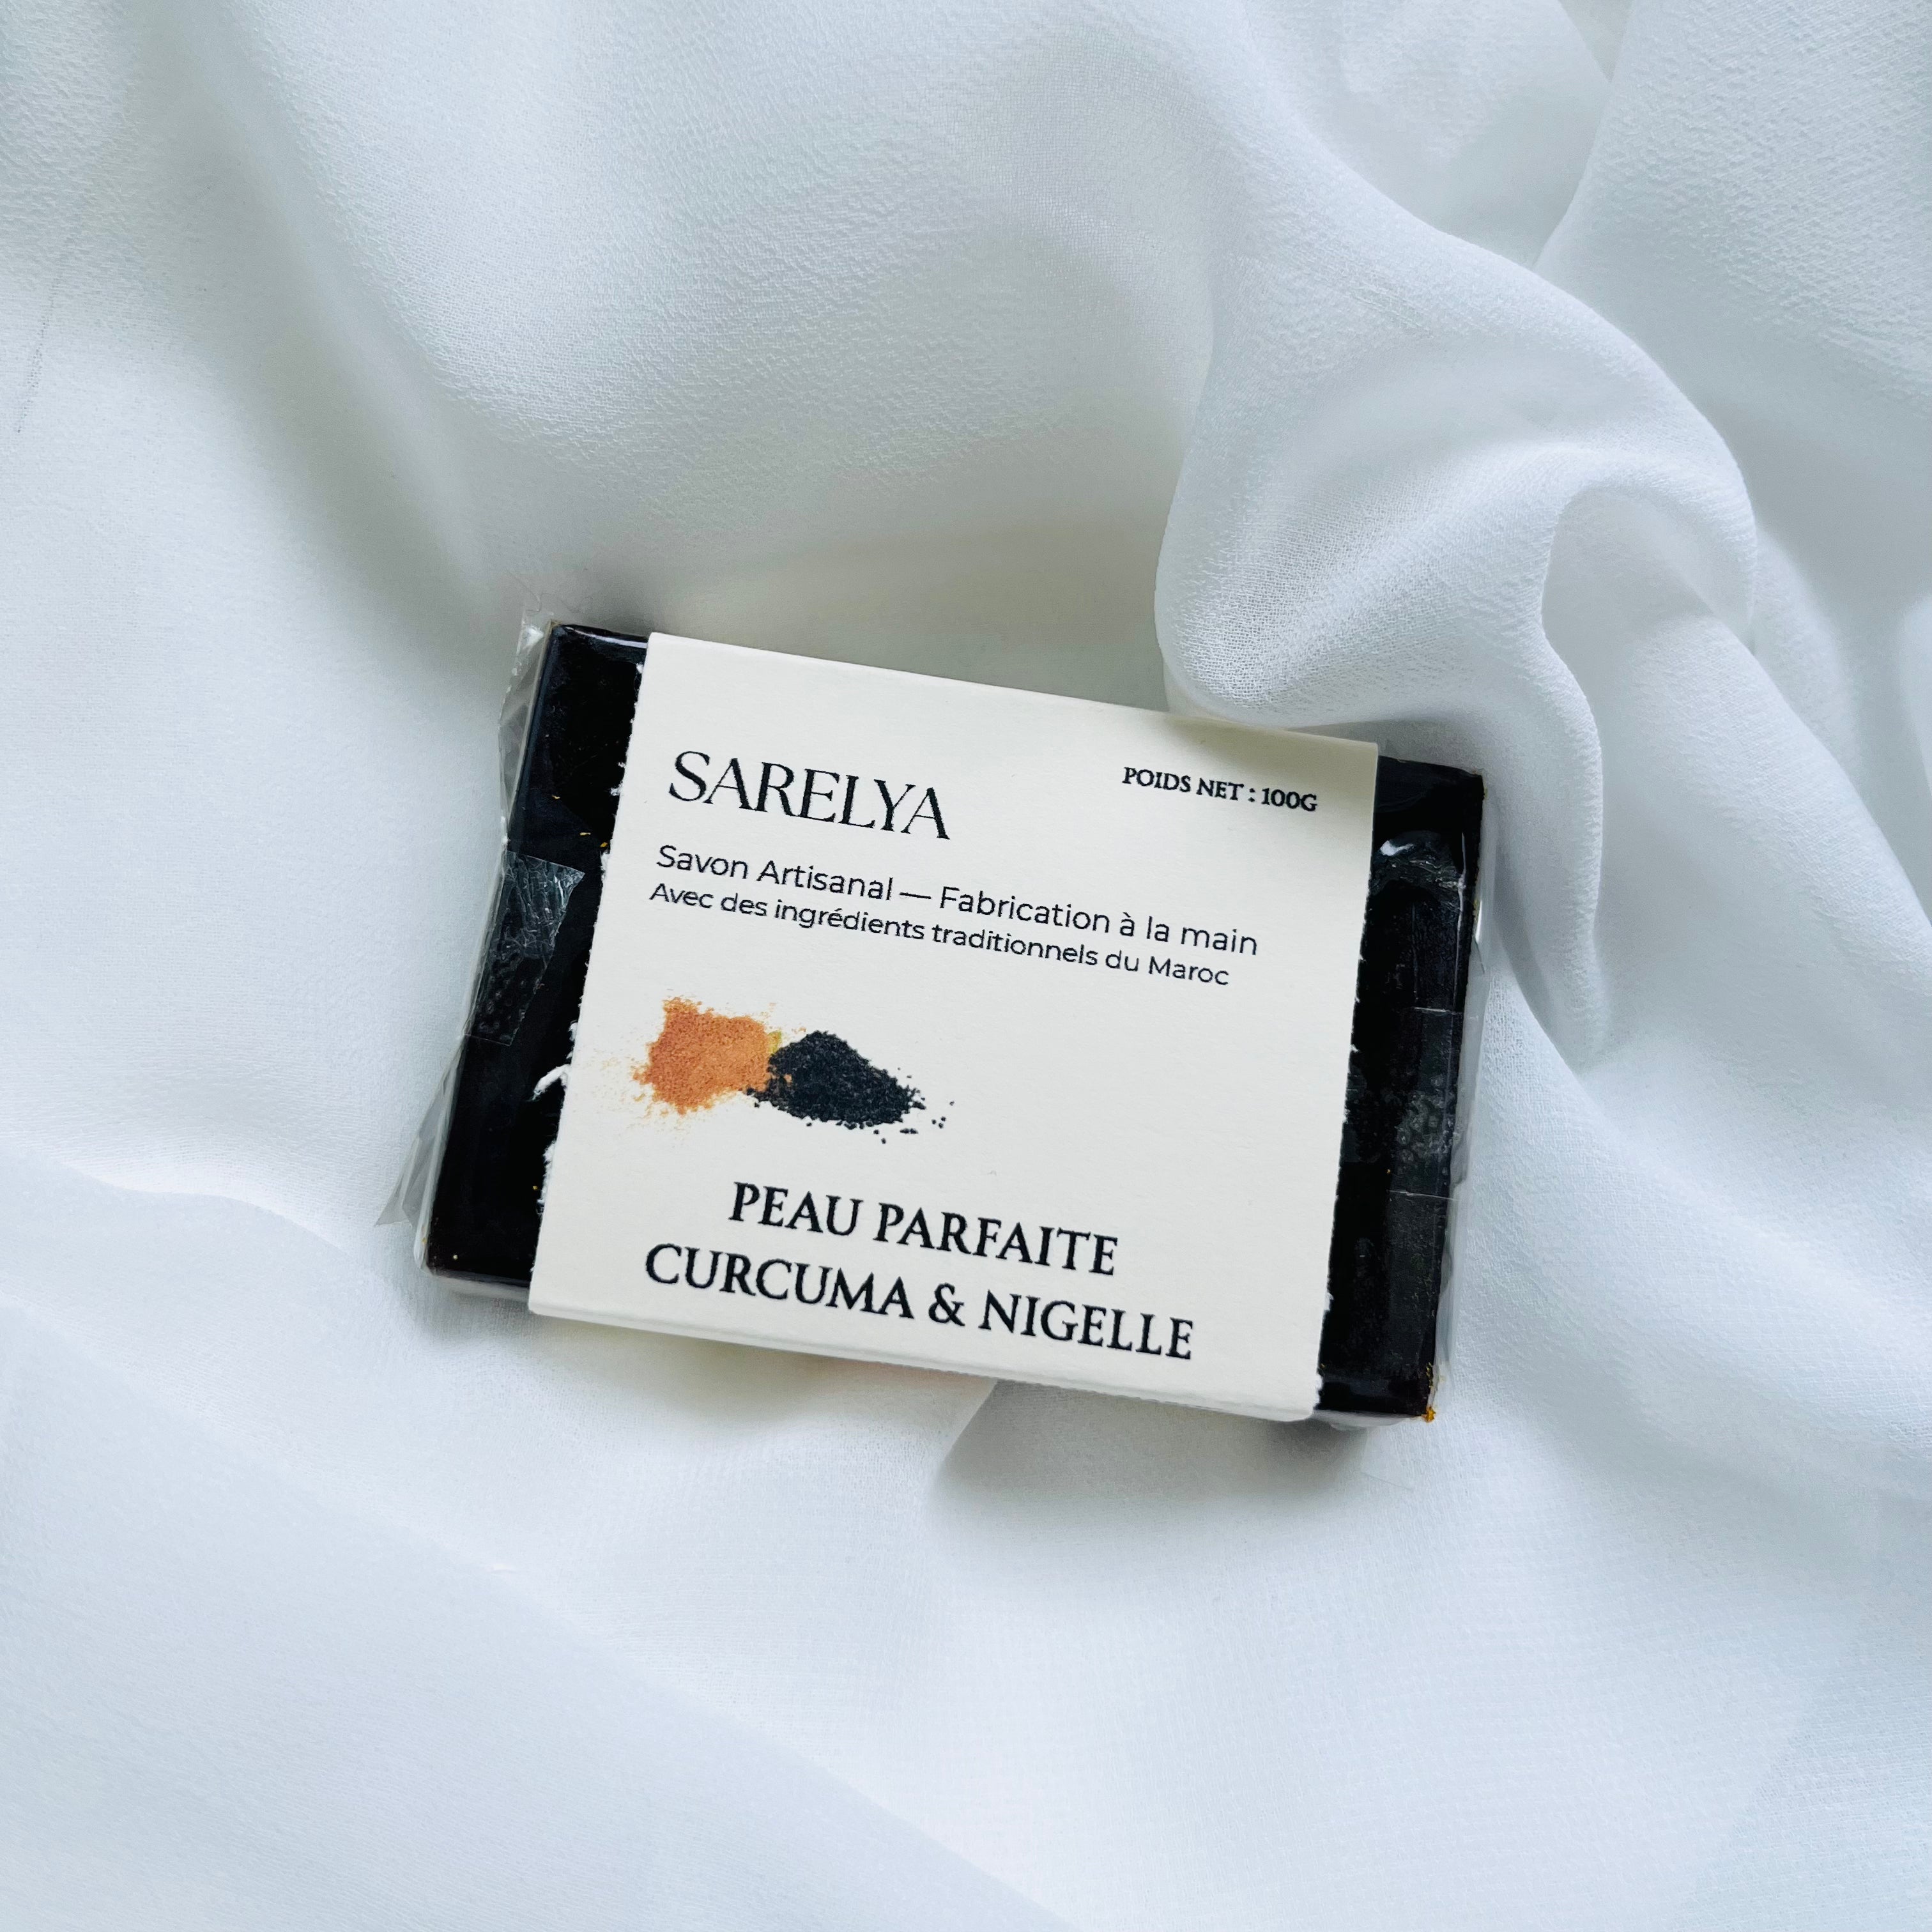 SARELYA
POIDS NET : 100G
Savon Artisanal — Fabrication à la main
Avec des ingrédients traditionnels du Maroc
PEAU PARFAITE
CURCUMA & NIGELLE